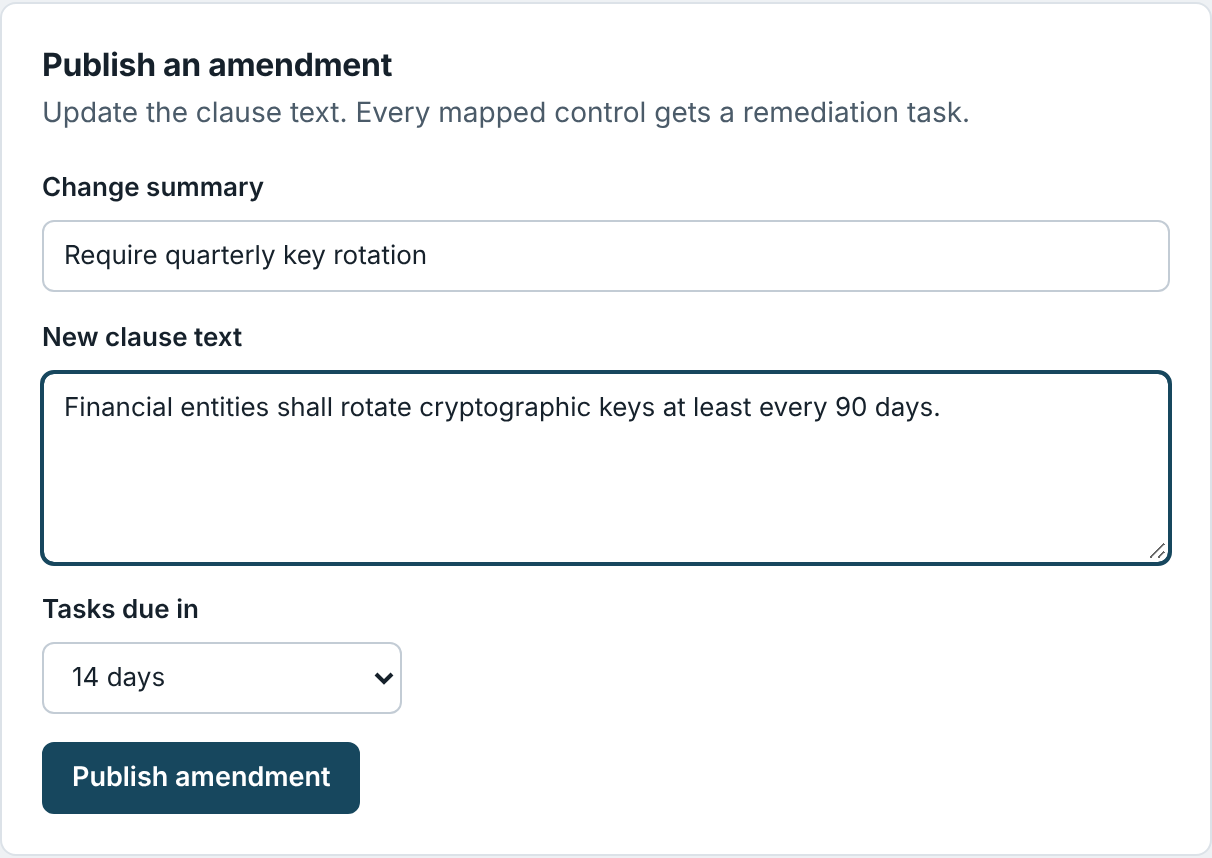 Publish an amendment
Update the clause text. Every mapped control gets a remediation task.
Change summary
Require quarterly key rotation
New clause text
Financial entities shall rotate cryptographic keys at least every 90 days.
Tasks due in
14 days
Publish amendment